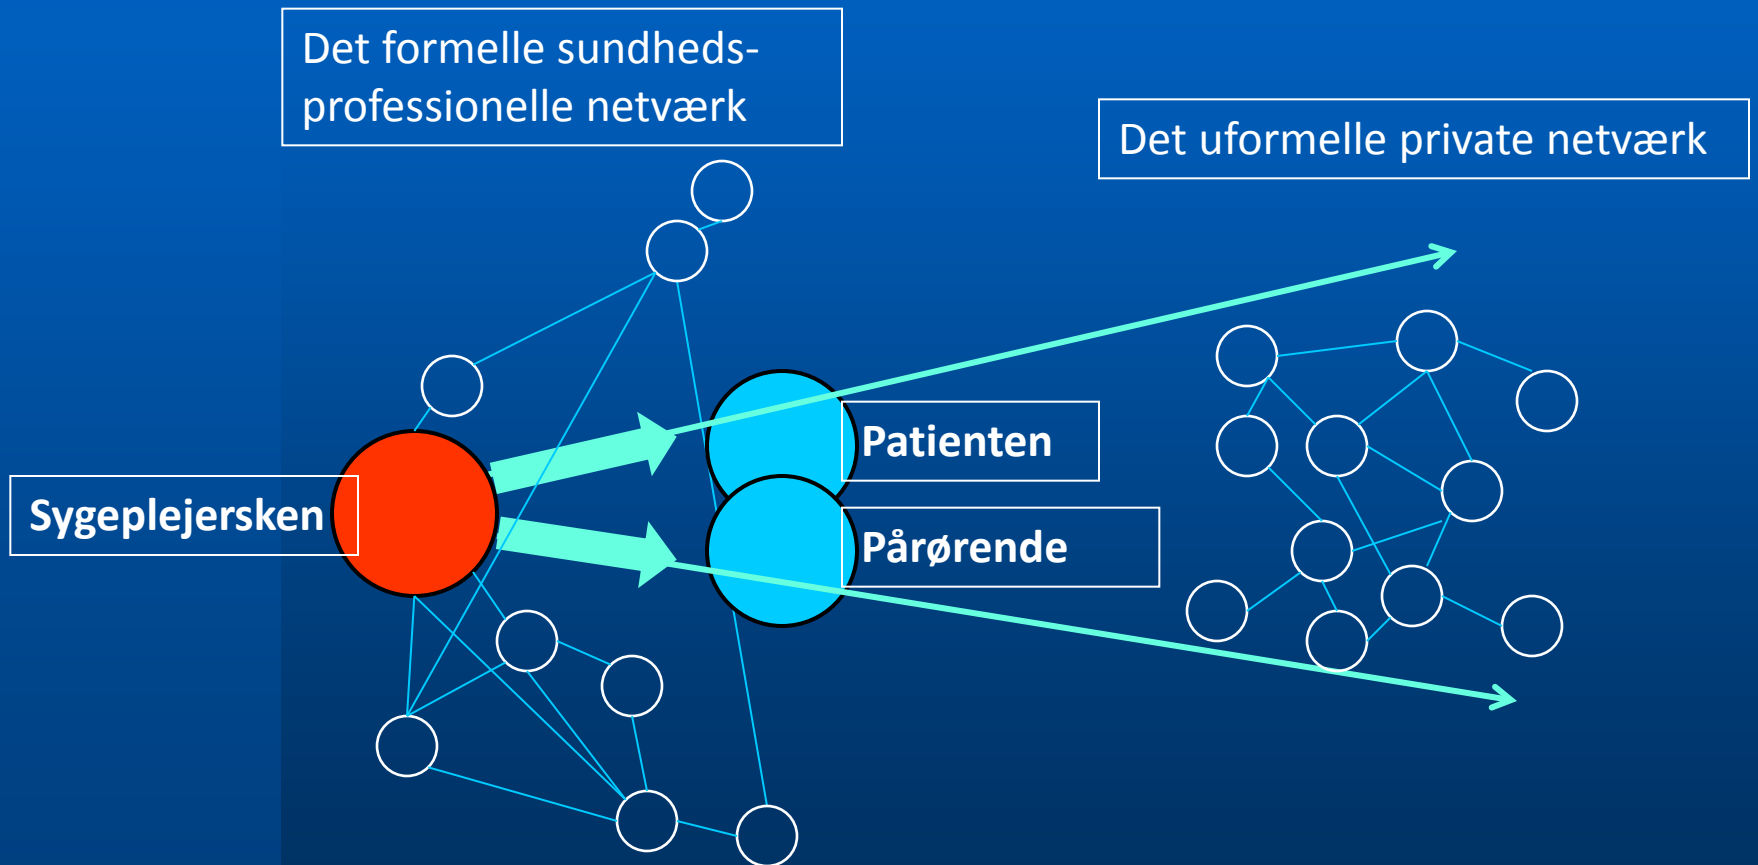 Det formelle sundheds-
professionelle netværk
Det uformelle private netværk
Patienten
Sygeplejersken
Pårørende